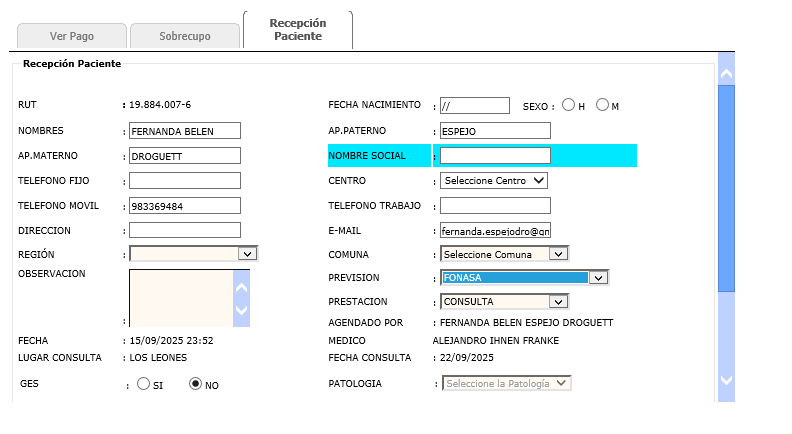 Ver Pago
Sobrecupo
Recepción
Paciente
Recepción Paciente
RUT : 19.884.007-6
FECHA NACIMIENTO : // SEXO : H M
NOMBRES : FERNANDA BELEN
AP.PATERNO : ESPEJO
AP.MATERNO : DROGUETT
NOMBRE SOCIAL :
TELEFONO FIJO :
CENTRO : Seleccione Centro
TELEFONO MOVIL : 983369484
TELEFONO TRABAJO :
DIRECCION :
E-MAIL : fernanda.espejodro@gn
REGIÓN :
COMUNA : Seleccione Comuna
OBSERVACION :
PREVISION : FONASA
PRESTACION : CONSULTA
AGENDADO POR : FERNANDA BELEN ESPEJO DROGUETT
FECHA : 15/09/2025 23:52
MEDICO ALEJANDRO IHNEN FRANKE
LUGAR CONSULTA : LOS LEONES
FECHA CONSULTA : 22/09/2025
GES : SI NO
PATOLOGIA : Seleccione la Patología